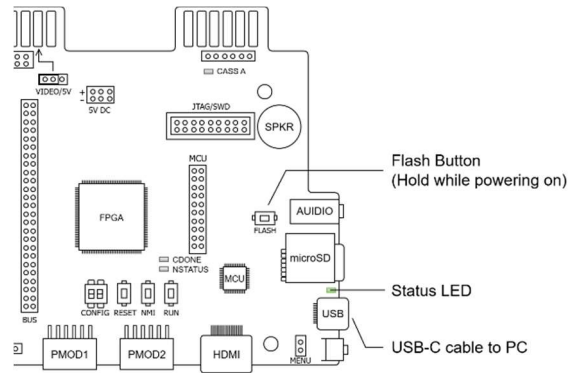 CASS A
VIDEO/5V
+
-
5V DC
JTAG/SWD
SPKR
MCU
Flash Button
(Hold while powering on)
FPGA
FLASH
AUIDIO
CDONE
NSTATUS
microSD
MCU
Status LED
CONFIG
RESET
NMI
RUN
USB
BUS
MENU
USB-C cable to PC
PMOD1
PMOD2
HDMI